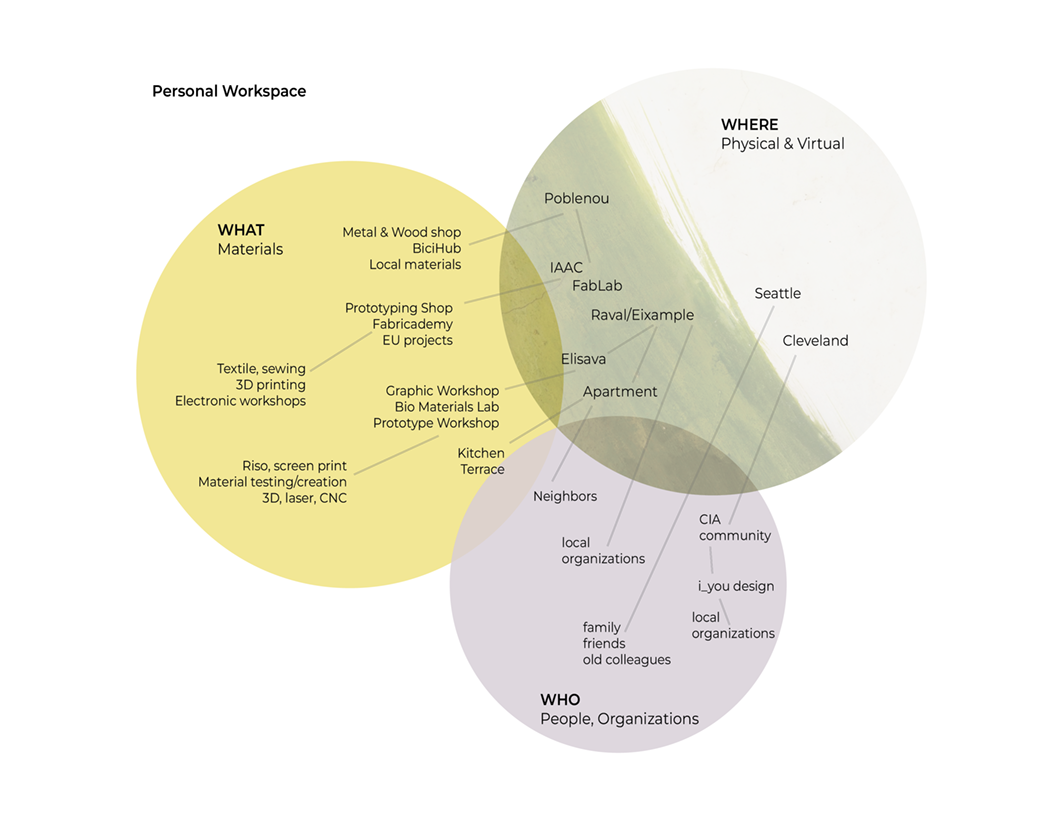 Personal Workspace
WHERE
Physical & Virtual
WHAT
Materials
Poblenou
Metal & Wood shop
BiciHub
Local materials
IAAC
FabLab
Seattle
Raval/Eixample
Prototyping Shop
Fabricademy
EU projects
Cleveland
Elisava
Textile, sewing
3D printing
Electronic workshops
Apartment
Graphic Workshop
Bio Materials Lab
Prototype Workshop
Kitchen
Terrace
Riso, screen print
Material testing/creation
3D, laser, CNC
Neighbors
CIA
community
local
organizations
i_you design
local
organizations
family
friends
old colleagues
WHO
People, Organizations